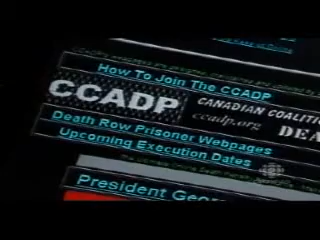 How To Join The CCADP
CCADP
CANADIAN COALITI
ccadp.org
DEA
Death Row Prisoner Webpages
Upcoming Execution Dates
President Geor